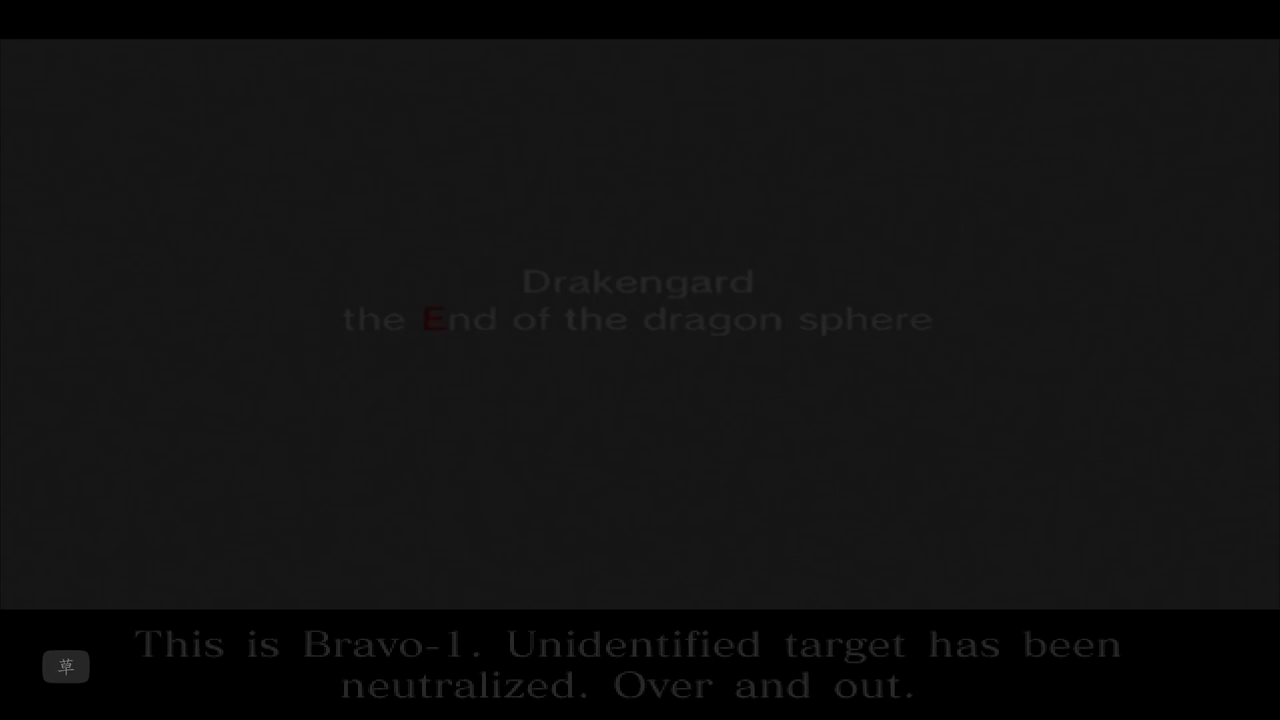 Drakengard
the End of the dragon sphere
This is Bravo-1. Unidentified target has been
neutralized. Over and out.
草